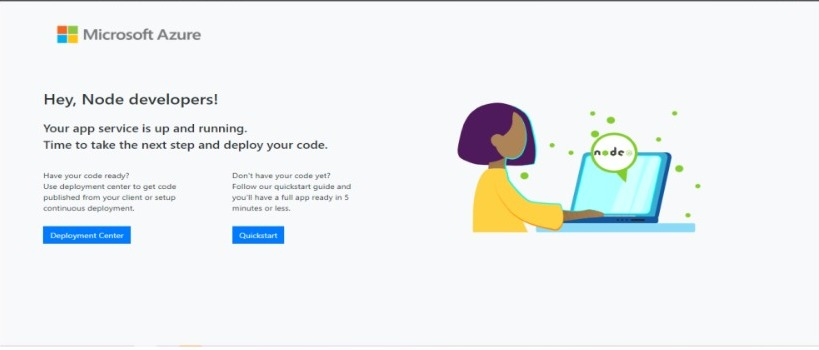 Microsoft Azure
Hey, Node developers!
Your app service is up and running.
Time to take the next step and deploy your code.
Have your code ready?
Use deployment center to get code
published from your client or setup
continuous deployment.
Deployment Center
Don't have your code yet?
Follow our quickstart guide and
you'll have a full app ready in 5
minutes or less.
Quickstart
node